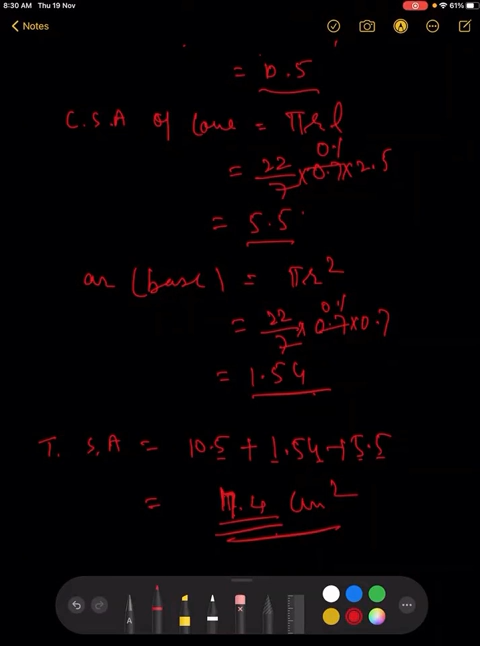 8:30 AM Thu 19 Nov
61%
Notes
= 10.5
C.S.A of cone = πrl
0.1
= 22/7 × 0.7 × 2.5
= 5.5
ar (base) = πr²
0.1
= 22/7 × 0.7 × 0.7
= 1.54
T. S.A = 10.5 + 1.54 + 5.5
= 17.4 cm²
A